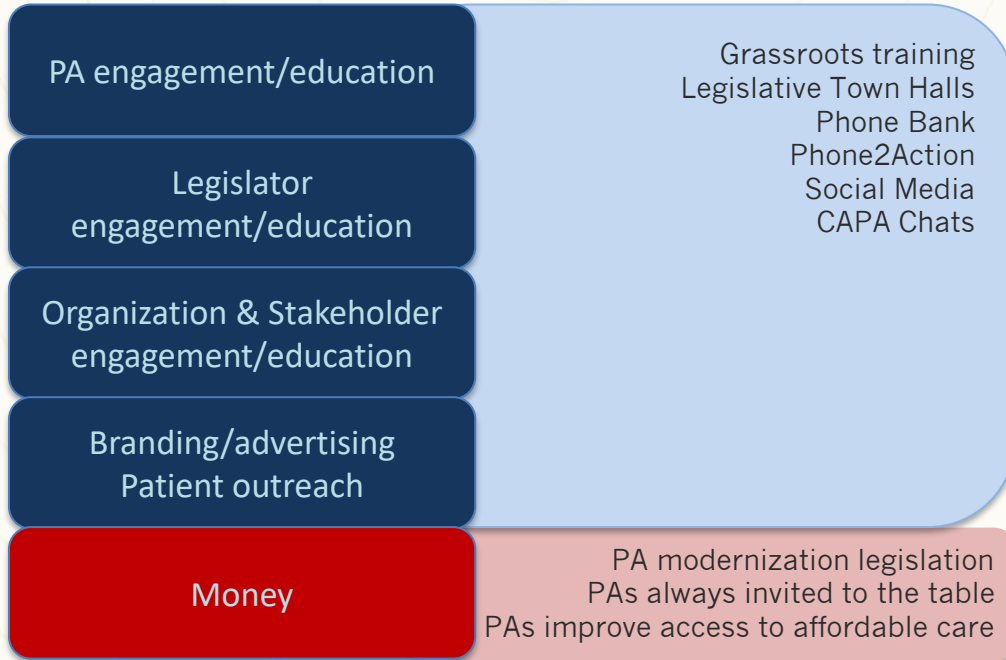 PA engagement/education
Legislator
engagement/education
Organization & Stakeholder
engagement/education
Branding/advertising
Patient outreach
Money
Grassroots training
Legislative Town Halls
Phone Bank
Phone2Action
Social Media
CAPA Chats
PA modernization legislation
PAs always invited to the table
PAs improve access to affordable care